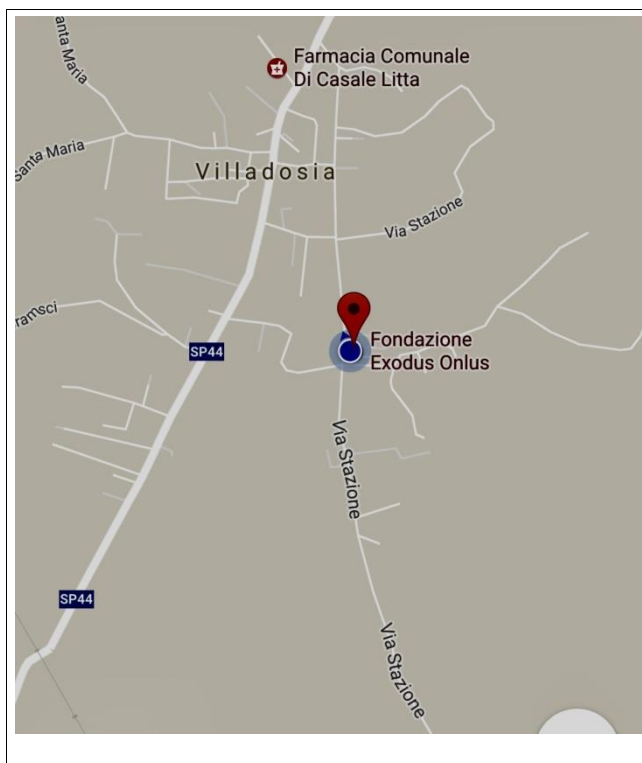 anta Maria
Farmacia Comunale
Di Casale Litta
Santa Maria
Villadosia
Via Stazione
ramsci
SP44
Fondazione
Exodus Onlus
Via Stazione
SP44
Via Stazione